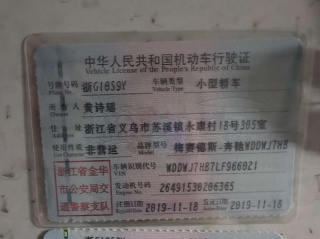 中华人民共和国机动车行驶证
Vehicle License of the People's Republic of China
号牌号码 浙G1659Y 车辆类型 小型轿车
Plate No. Vehicle Type
所有人 黄诗瑶
住址 浙江省义乌市苏溪镇永康村18号305室
使用性质 非营运 品牌型号 梅赛德斯-奔驰WDDWJ7HB
浙江省金华
市公安局交
通警察支队
车辆识别代号 WDDWJ7HB7LF966021
VIN
发动机号码 26491530206365
注册日期 2019-11-18 发证日期 2019-11-18